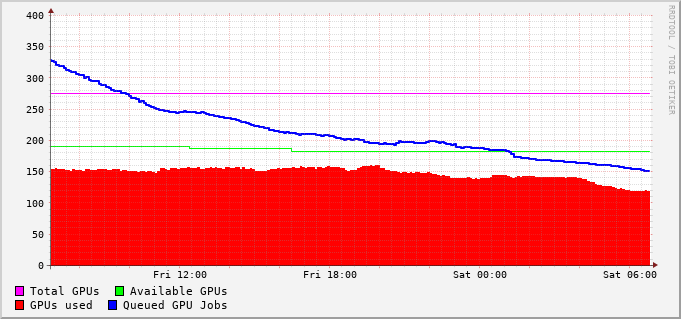 400
350
300
250
200
150
100
50
0
Fri 12:00 Fri 18:00 Sat 00:00 Sat 06:00
Total GPUs Available GPUs
GPUs used Queued GPU Jobs
RRDTOOL / TOBI OETIKER